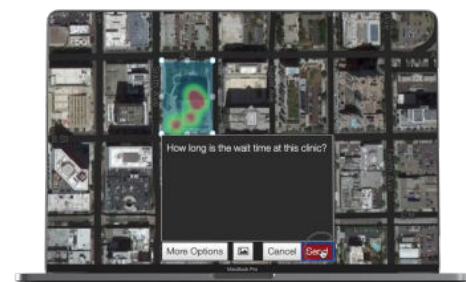 How long is the wait time at this clinic?
More Options
Cancel
Send
MacBook Pro